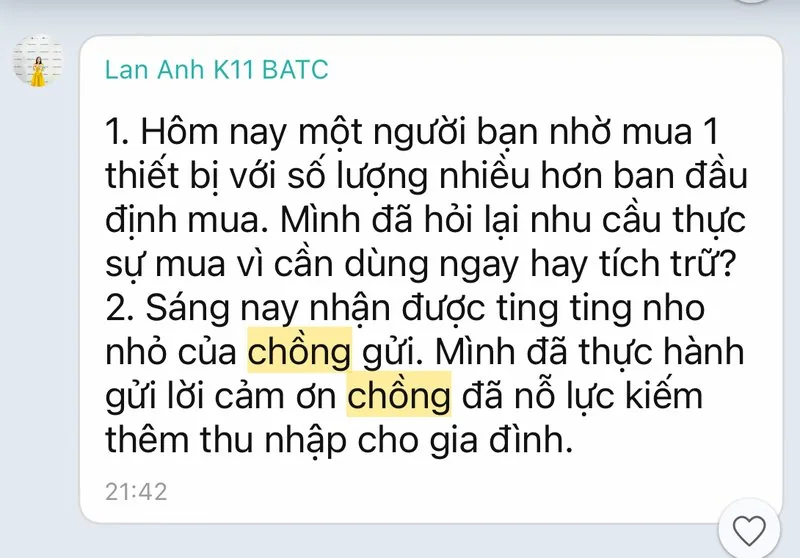 Lan Anh K11 BATC
1. Hôm nay một người bạn nhờ mua 1
thiết bị với số lượng nhiều hơn ban đầu
định mua. Mình đã hỏi lại nhu cầu thực
sự mua vì cần dùng ngay hay tích trữ?
2. Sáng nay nhận được ting ting nho
nhỏ của chồng gửi. Mình đã thực hành
gửi lời cảm ơn chồng đã nỗ lực kiếm
thêm thu nhập cho gia đình.
21:42